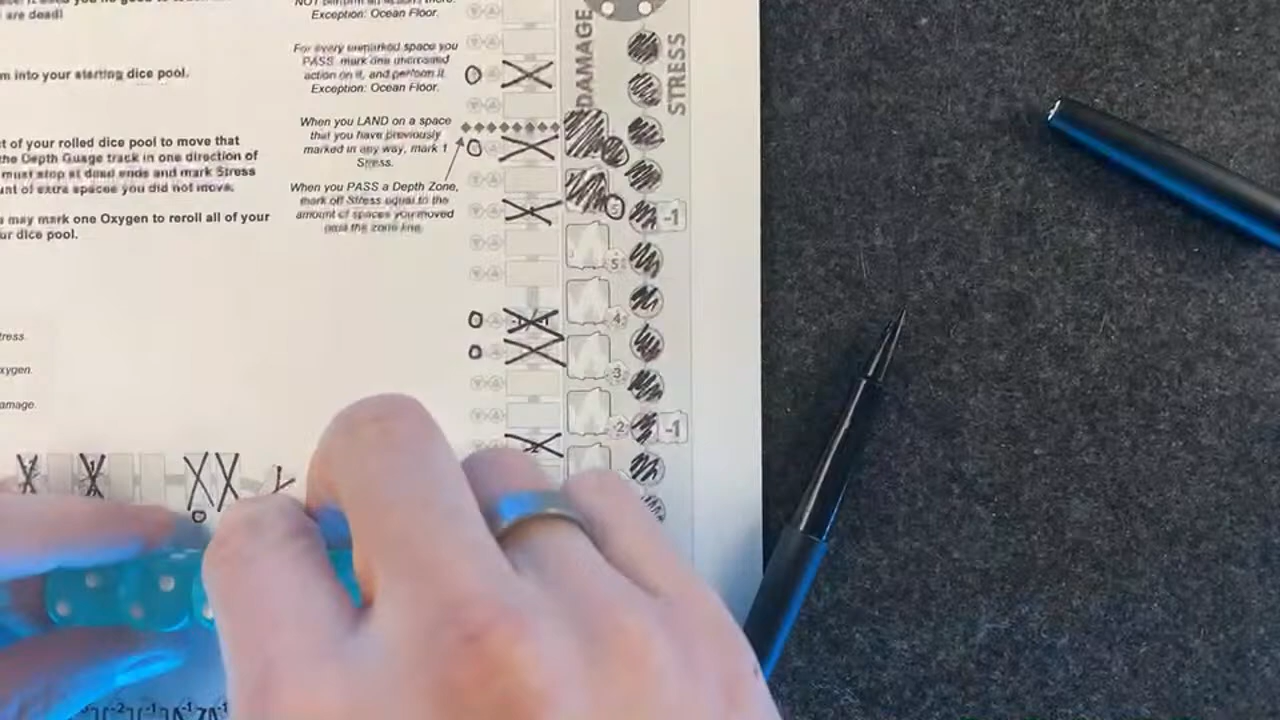 are dead!
Exception: Ocean Floor.
For every unmarked space you
PASS, mark one uncrossed
action on it, and perform it.
Exception: Ocean Floor.
m into your starting dice pool.
When you LAND on a space
that you have previously
marked in any way, mark 1
Stress.
t of your rolled dice pool to move that
the Depth Guage track in one direction of
must stop at dead ends and mark Stress
unt of extra spaces you did not move.
When you PASS a Depth Zone,
mark off Stress equal to the
amount of spaces you moved
past the zone line.
may mark one Oxygen to reroll all of your
ur dice pool.
tress.
xygen.
amage.
DAMAGE
STRESS
-1
5
4
3
-2
-1